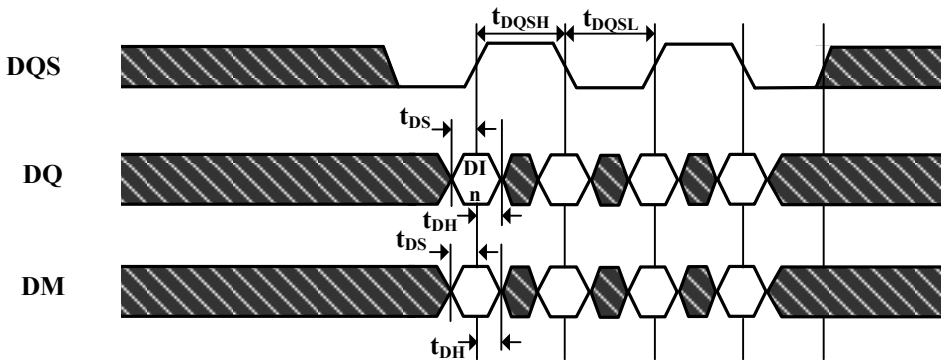 tDQSH tDQSL
DQS
tDS
DQ
DI
n
tDH
tDS
DM
tDH